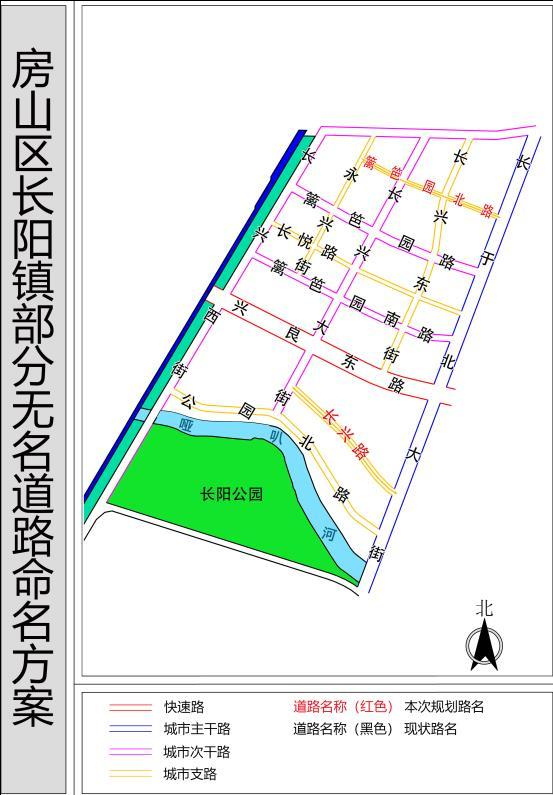 房山区长阳镇部分无名道路命名方案
篱笆园北路
长兴西街
永兴街
长兴大街
长兴东街
长于北大街
篱笆园路
长悦路
篱笆园南路
兴良东路
公园北路
长兴路
哑叭河
长阳公园
北
快速路
城市主干路
城市次干路
城市支路
道路名称（红色） 本次规划路名
道路名称（黑色） 现状路名